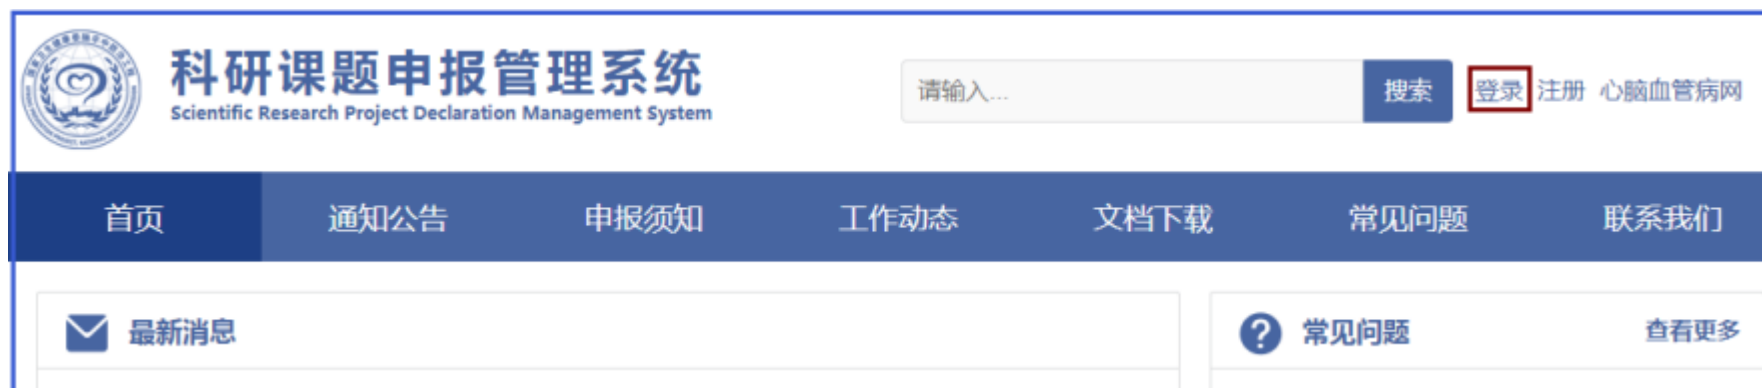 科研课题申报管理系统
Scientific Research Project Declaration Management System
请输入... 搜索 登录 注册 心脑血管病网
首页 通知公告 申报须知 工作动态 文档下载 常见问题 联系我们
最新消息
常见问题 查看更多